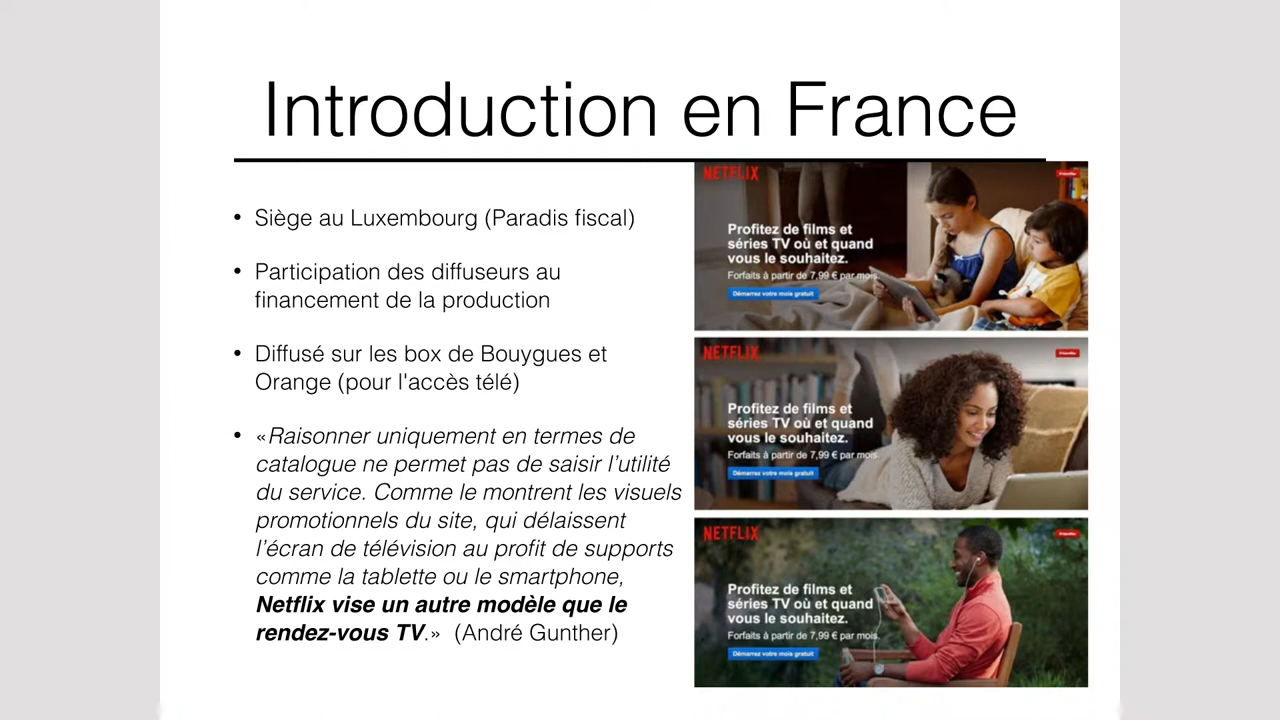 Introduction en France
• Siège au Luxembourg (Paradis fiscal)
• Participation des diffuseurs au
financement de la production
• Diffusé sur les box de Bouygues et
Orange (pour l'accès télé)
• «Raisonner uniquement en termes de
catalogue ne permet pas de saisir l’utilité
du service. Comme le montrent les visuels
promotionnels du site, qui délaissent
l’écran de télévision au profit de supports
comme la tablette ou le smartphone,
Netflix vise un autre modèle que le
rendez-vous TV.» (André Gunther)
NETFLIX
Profitez de films et
séries TV où et quand
vous le souhaitez.
Forfaits à partir de 7,99 € par mois.
Démarrez votre mois gratuit
NETFLIX
Profitez de films et
séries TV où et quand
vous le souhaitez.
Forfaits à partir de 7,99 € par mois.
Démarrez votre mois gratuit
NETFLIX
Profitez de films et
séries TV où et quand
vous le souhaitez.
Forfaits à partir de 7,99 € par mois.
Démarrez votre mois gratuit